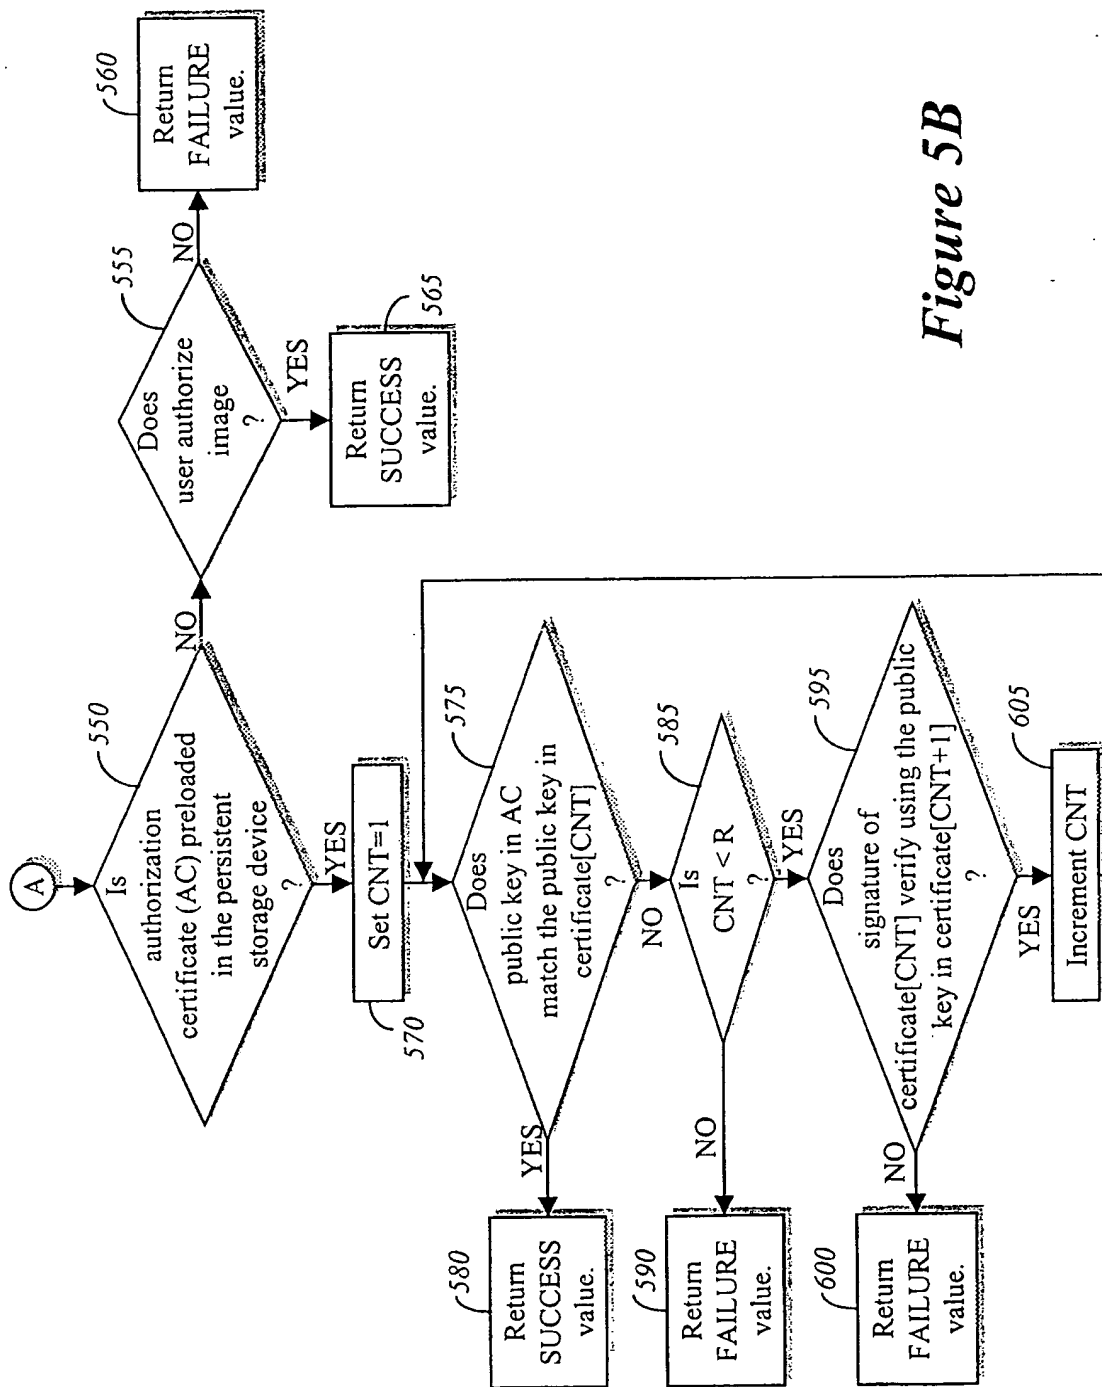 A
Is
authorization
certificate (AC) preloaded
in the persistent
storage device
?
550
NO
YES
Does
user authorize
image
?
555
NO
YES
Return
FAILURE
value.
560
Return
SUCCESS
value.
565
Set CNT=1
570
Does
public key in AC
match the public key in
certificate[CNT]
?
575
YES
NO
Return
SUCCESS
value.
580
Is
CNT < R
?
585
NO
YES
Return
FAILURE
value.
590
Does
signature of
certificate[CNT] verify using the public
key in certificate[CNT+1]
?
595
NO
YES
Return
FAILURE
value.
600
Increment CNT
605
Figure 5B